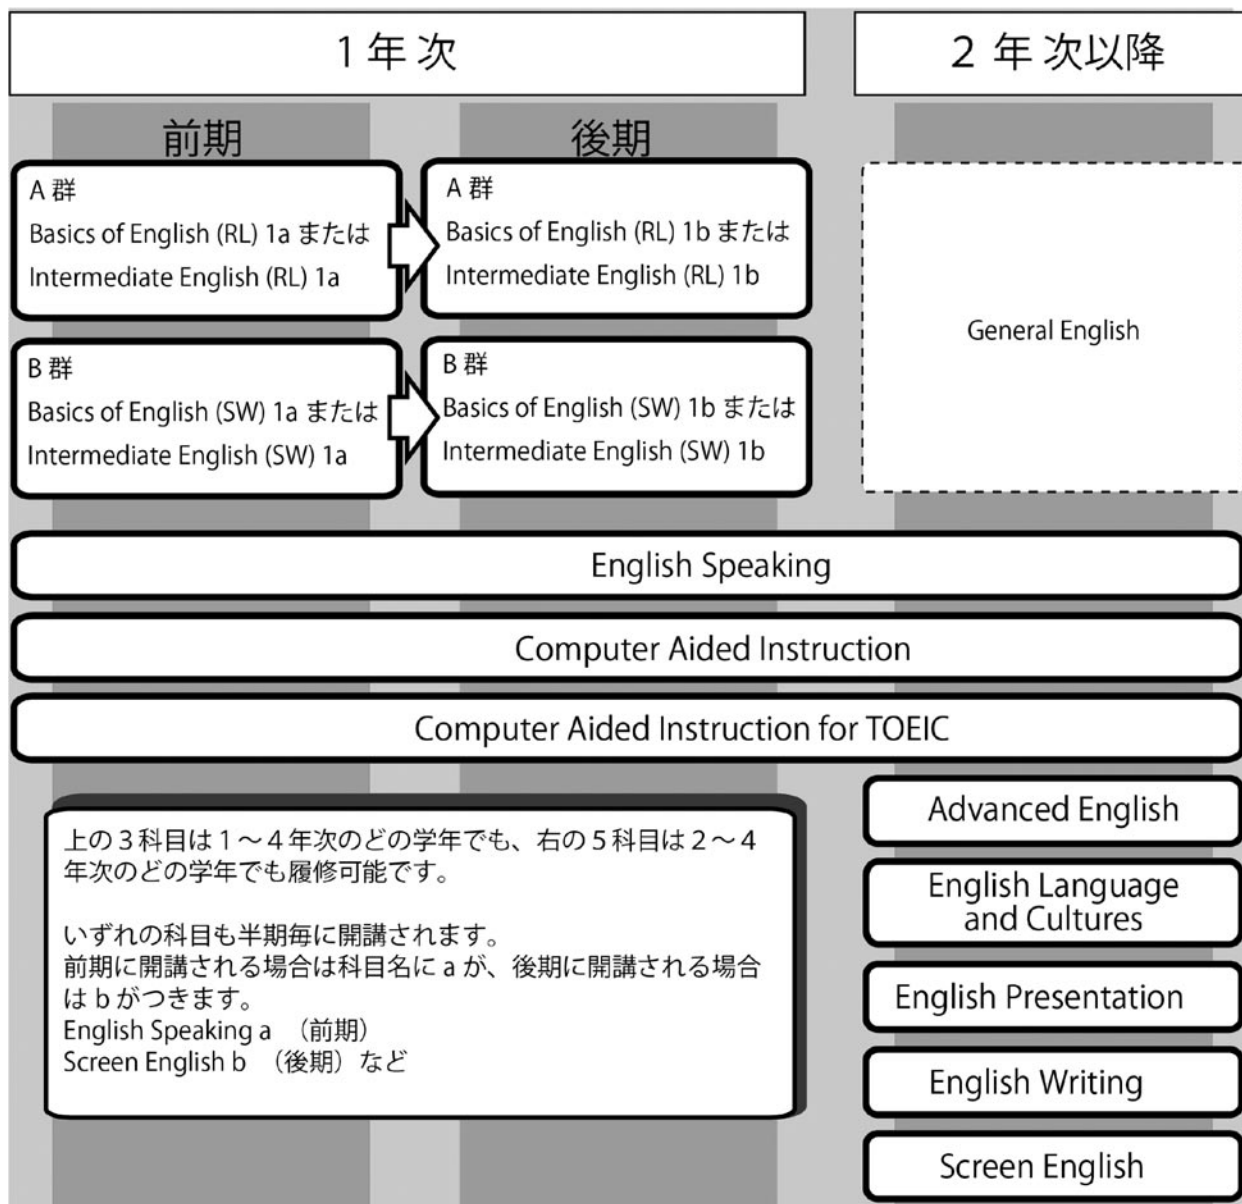 1 年 次
2 年 次以降
前期
後期
A 群
Basics of English (RL) 1a または
Intermediate English (RL) 1a
A 群
Basics of English (RL) 1b または
Intermediate English (RL) 1b
General English
B 群
Basics of English (SW) 1a または
Intermediate English (SW) 1a
B 群
Basics of English (SW) 1b または
Intermediate English (SW) 1b
English Speaking
Computer Aided Instruction
Computer Aided Instruction for TOEIC
上の３科目は１～４年次のどの学年でも、右の５科目は２～４
年次のどの学年でも履修可能です。
いずれの科目も半期毎に開講されます。
前期に開講される場合は科目名に a が、後期に開講される場合
は b がつきます。
English Speaking a （前期）
Screen English b （後期）など
Advanced English
English Language
and Cultures
English Presentation
English Writing
Screen English